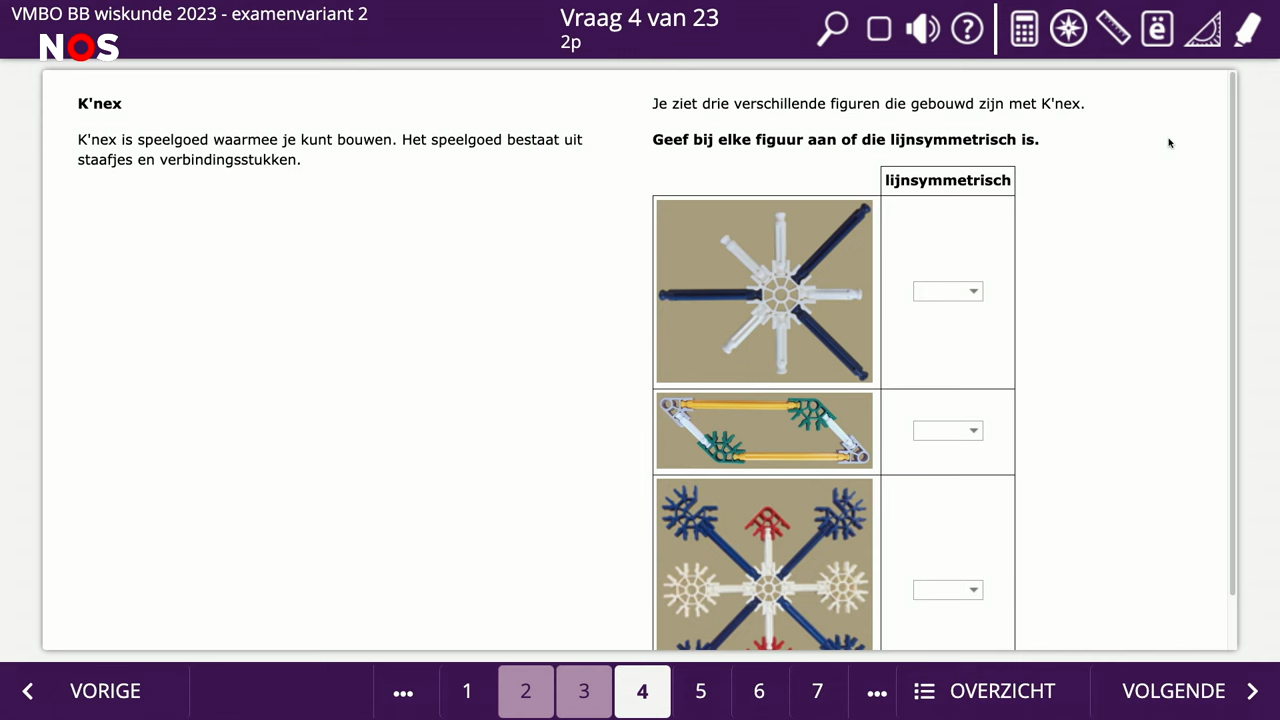 VMBO BB wiskunde 2023 - examenvariant 2
NOS
Vraag 4 van 23
2p
K'nex
K'nex is speelgoed waarmee je kunt bouwen. Het speelgoed bestaat uit
staafjes en verbindingsstukken.
Je ziet drie verschillende figuren die gebouwd zijn met K'nex.
Geef bij elke figuur aan of die lijnsymmetrisch is.
lijnsymmetrisch
VORIGE
... 1 2 3 4 5 6 7 ...
OVERZICHT
VOLGENDE